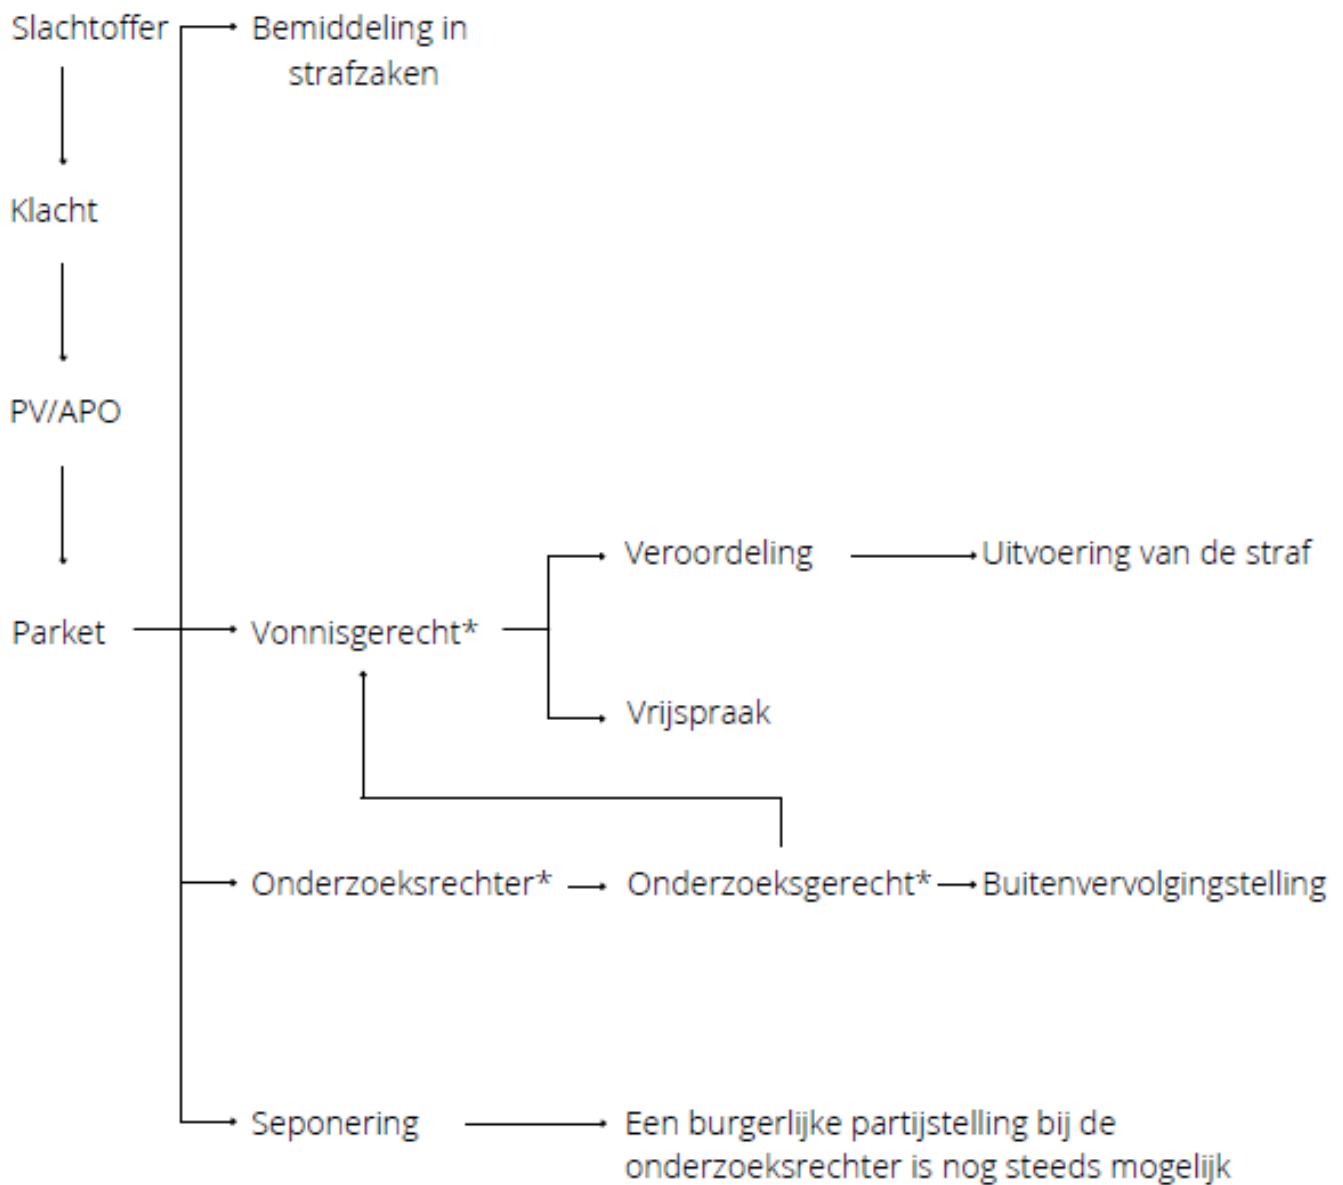 Slachtoffer
Bemiddeling in
strafzaken
Klacht
PV/APO
Parket
Vonnisgerecht*
Veroordeling
Uitvoering van de straf
Vrijspraak
Onderzoeksrechter*
Onderzoeksgerecht*
Buitenvervolgingstelling
Seponering
Een burgerlijke partijstelling bij de
onderzoeksrechter is nog steeds mogelijk